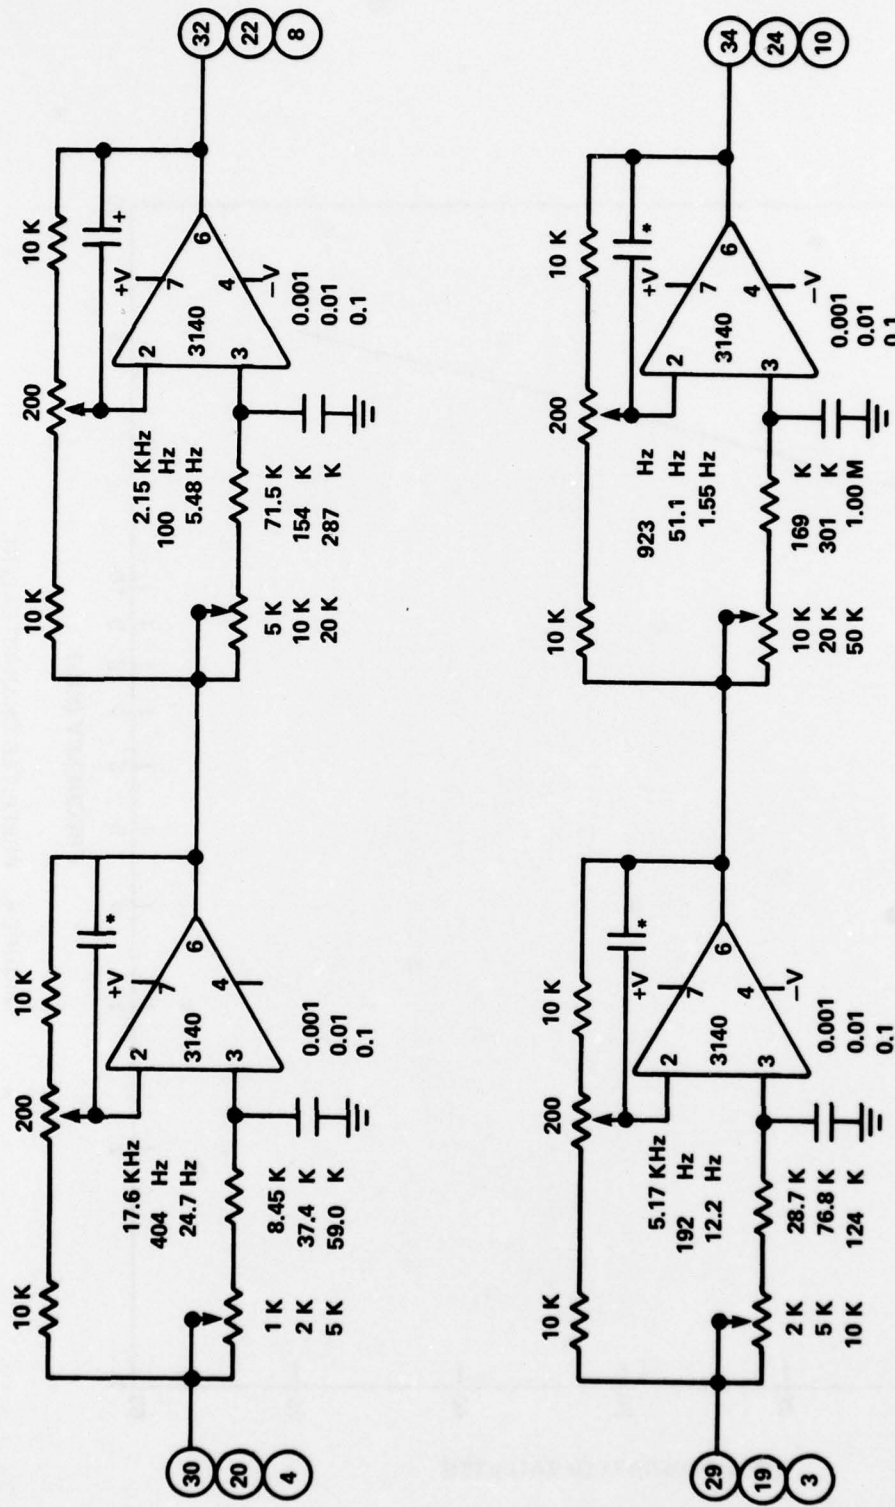 10 K
200
10 K
*
30
20
4
1 K
2 K
5 K
8.45 K
37.4 K
59.0 K
17.6 KHz
404 Hz
24.7 Hz
2
3
3140
6
+V
7
4
0.001
0.01
0.1
10 K
200
10 K
+
5 K
10 K
20 K
71.5 K
154 K
287 K
2.15 KHz
100 Hz
5.48 Hz
2
3
3140
6
+V
7
4
–V
0.001
0.01
0.1
32
22
8
10 K
200
10 K
*
29
19
3
2 K
5 K
10 K
28.7 K
76.8 K
124 K
5.17 KHz
192 Hz
12.2 Hz
2
3
3140
6
+V
7
4
–V
0.001
0.01
0.1
10 K
200
10 K
*
10 K
20 K
50 K
169 K
301 K
1.00 M
923 Hz
51.1 Hz
1.55 Hz
2
3
3140
6
+V
7
4
–V
0.001
0.01
0.1
34
24
10